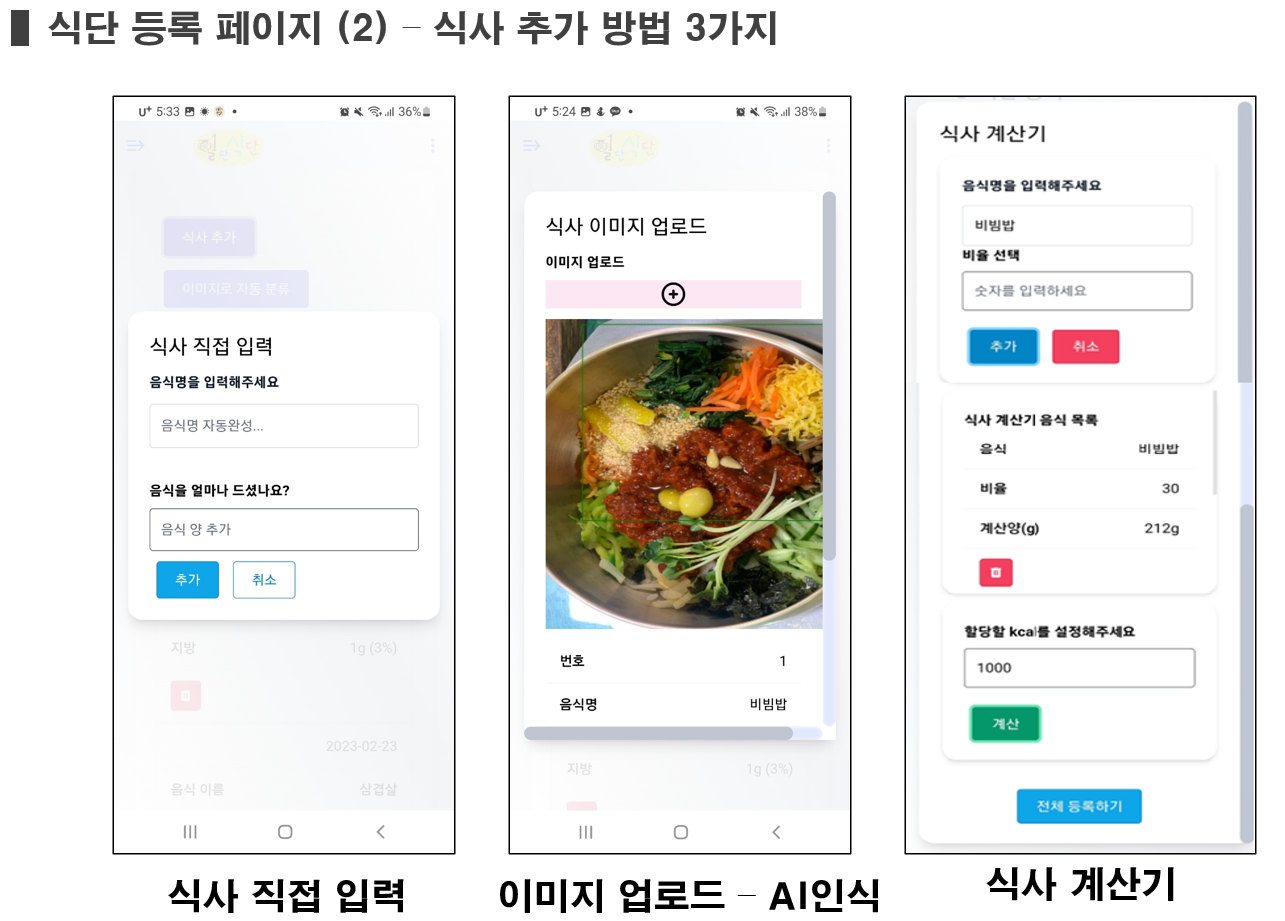 식단 등록 페이지 (2) – 식사 추가 방법 3가지
U+ 5:33 36%
필단식단
식사 추가
이미지로 자동 분류
식사 직접 입력
음식명을 입력해주세요
음식명 자동완성...
음식을 얼마나 드셨나요?
음식 양 추가
추가 취소
지방 1g (3%)
2023-02-23
음식 이름 삼겹살
식사 직접 입력
U+ 5:24 38%
필단식단
식사 이미지 업로드
이미지 업로드
번호 1
음식명 비빔밥
지방 1g (3%)
이미지 업로드 – AI인식
식사 계산기
음식명을 입력해주세요
비빔밥
비율 선택
숫자를 입력하세요
추가 취소
식사 계산기 음식 목록
음식 비빔밥
비율 30
계산양(g) 212g
할당할 kcal를 설정해주세요
1000
계산
전체 등록하기
식사 계산기